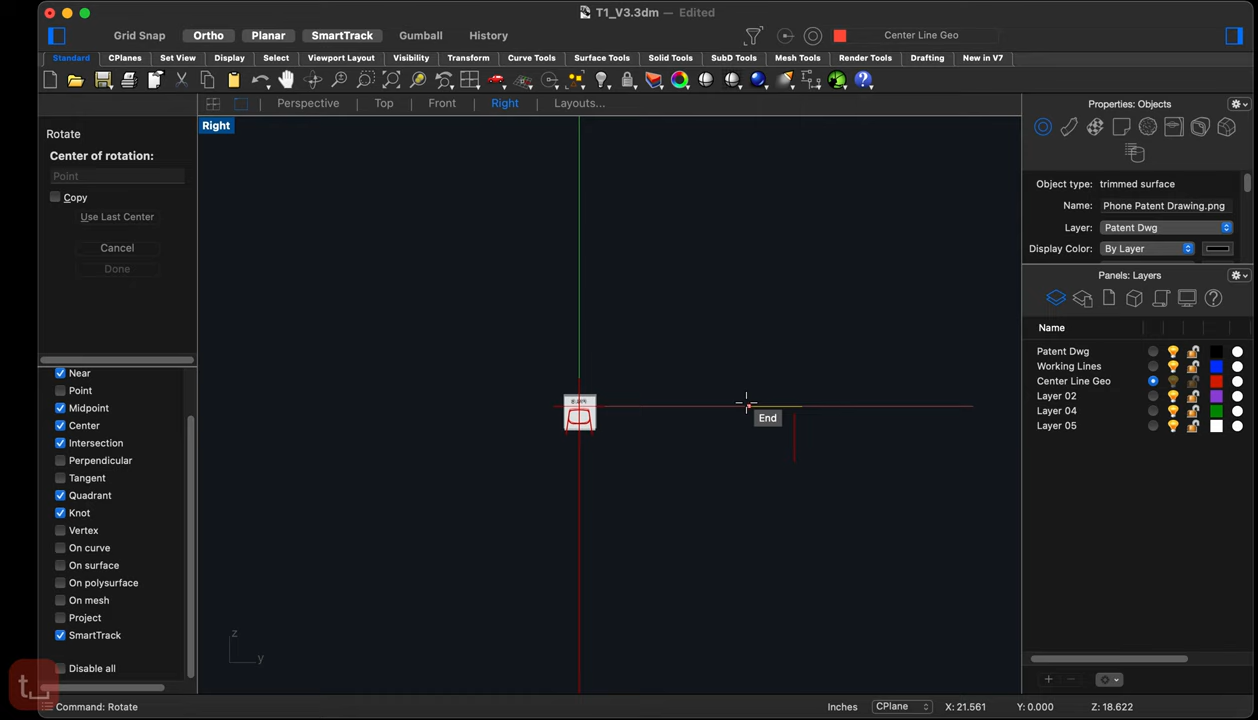 T1_V3.3dm — Edited
Grid Snap Ortho Planar SmartTrack Gumball History Center Line Geo
Standard CPlanes Set View Display Select Viewport Layout Visibility Transform Curve Tools Surface Tools SubD Tools Mesh Tools Render Tools Drafting New in V7
Perspective Top Front Right Layouts...
Right
Rotate
Center of rotation:
Point
Copy
Use Last Center
Cancel
Done
Near
Point
Midpoint
Center
Intersection
Perpendicular
Tangent
Quadrant
Knot
Vertex
On curve
On surface
On polysurface
On mesh
Project
SmartTrack
Disable all
End
z
y
Properties: Objects
Object type: trimmed surface
Name: Phone Patent Drawing.png
Layer: Patent Dwg
Display Color: By Layer
Panels: Layers
Name
Patent Dwg
Working Lines
Center Line Geo
Layer 02
Layer 04
Layer 05
Command: Rotate
Inches CPlane X: 21.561 Y: 0.000 Z: 18.622